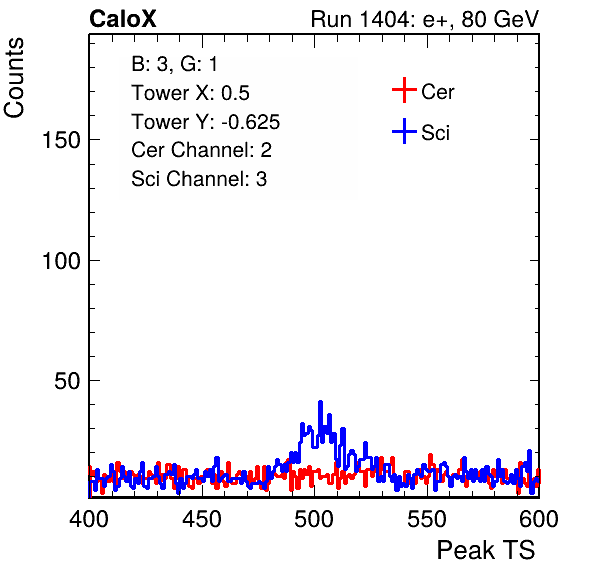 CaloX Run 1404: e+, 80 GeV
Counts
B: 3, G: 1
Tower X: 0.5
Tower Y: -0.625
Cer Channel: 2
Sci Channel: 3
Cer
Sci
150
100
50
400 450 500 550 600
Peak TS